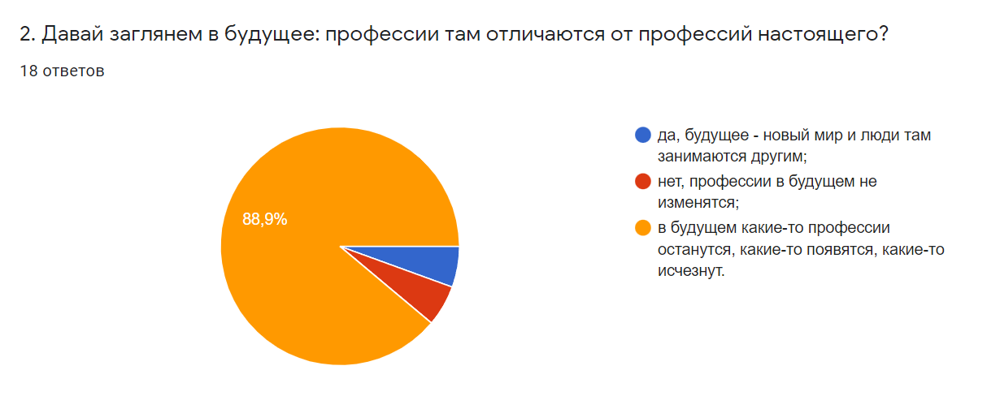 2. Давай заглянем в будущее: профессии там отличаются от профессий настоящего?
18 ответов
88,9%
да, будущее - новый мир и люди там
занимаются другим;
нет, профессии в будущем не
изменятся;
в будущем какие-то профессии
останутся, какие-то появятся, какие-то
исчезнут.